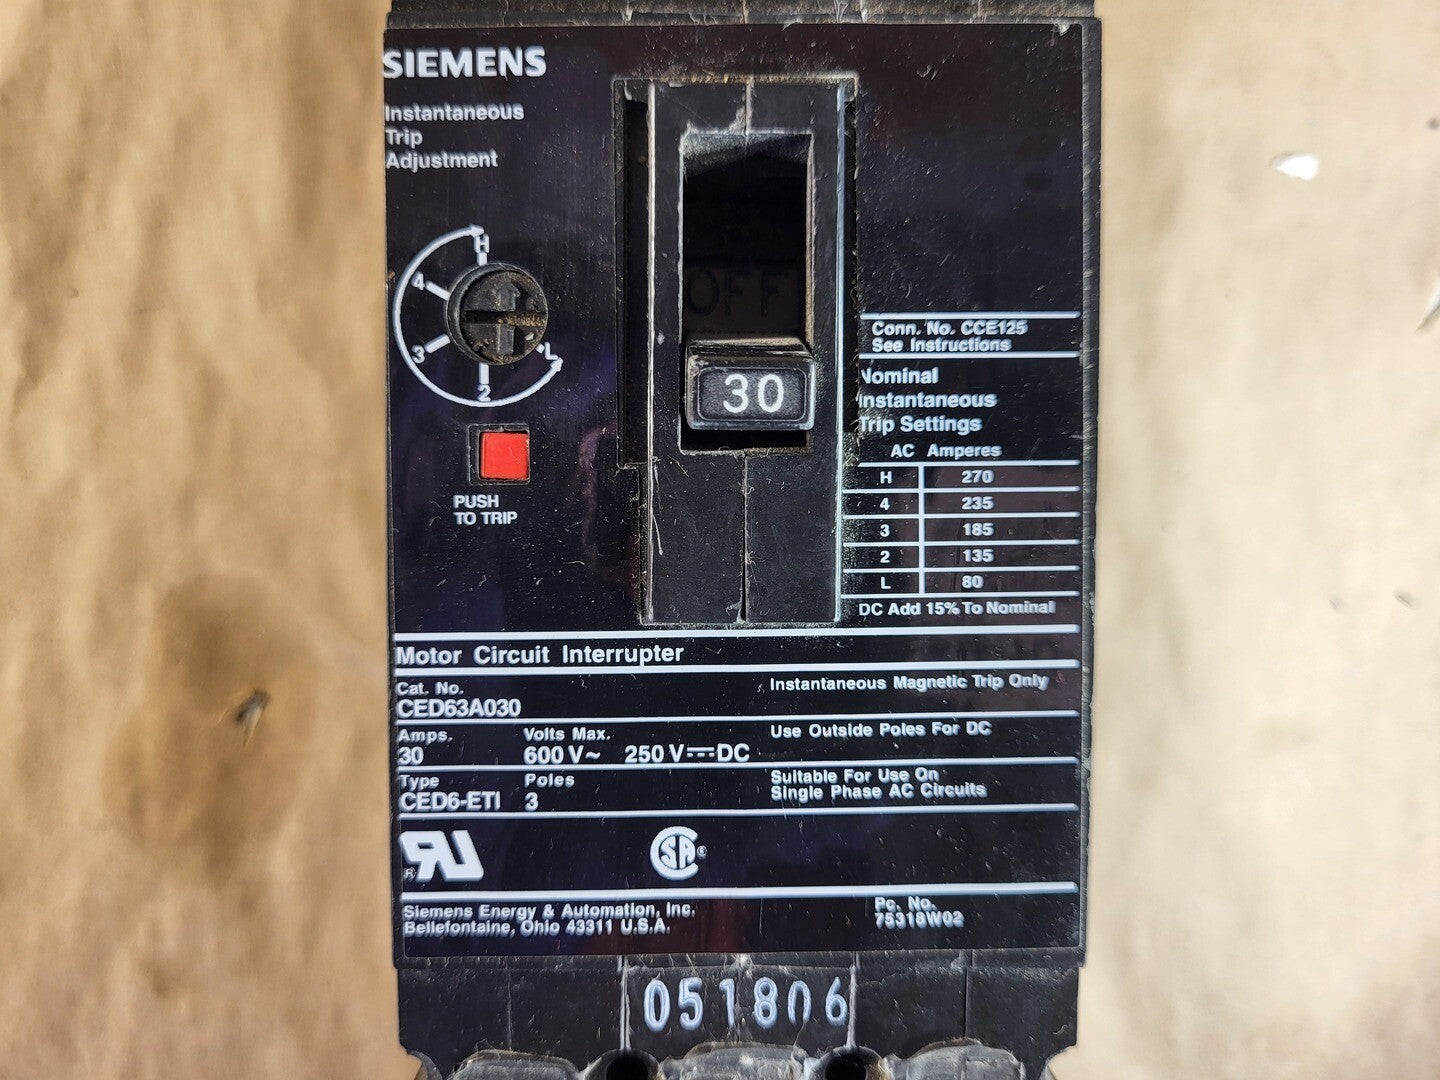 SIEMENS
Instantaneous
Trip
Adjustment
H
4
3
2
L
PUSH
TO TRIP
OFF
30
Conn. No. CCE125
See Instructions
Nominal
Instantaneous
Trip Settings
AC Amperes
H 270
4 235
3 185
2 135
L 80
DC Add 15% To Nominal
Motor Circuit Interrupter
Cat. No.
CED63A030
Instantaneous Magnetic Trip Only
Amps. Volts Max.
30 600 V~ 250 V⎓DC
Use Outside Poles For DC
Type Poles
CED6-ETI 3
Suitable For Use On
Single Phase AC Circuits
RU®
CSA®
Siemens Energy & Automation, Inc.
Bellefontaine, Ohio 43311 U.S.A.
Pc. No.
75318W02
051806